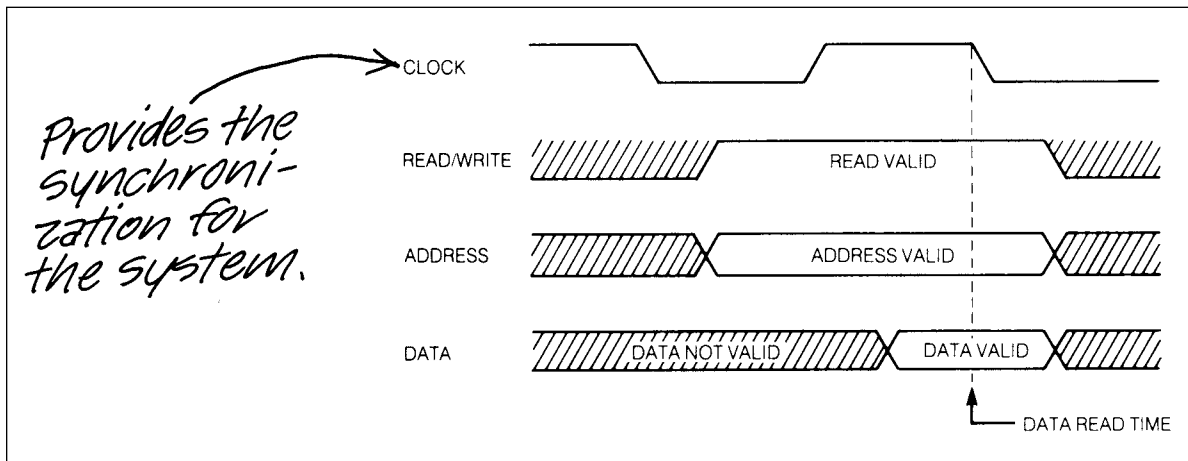 CLOCK
Provides the
synchroni-
zation for
the system.
READ/WRITE
READ VALID
ADDRESS
ADDRESS VALID
DATA
DATA NOT VALID
DATA VALID
DATA READ TIME